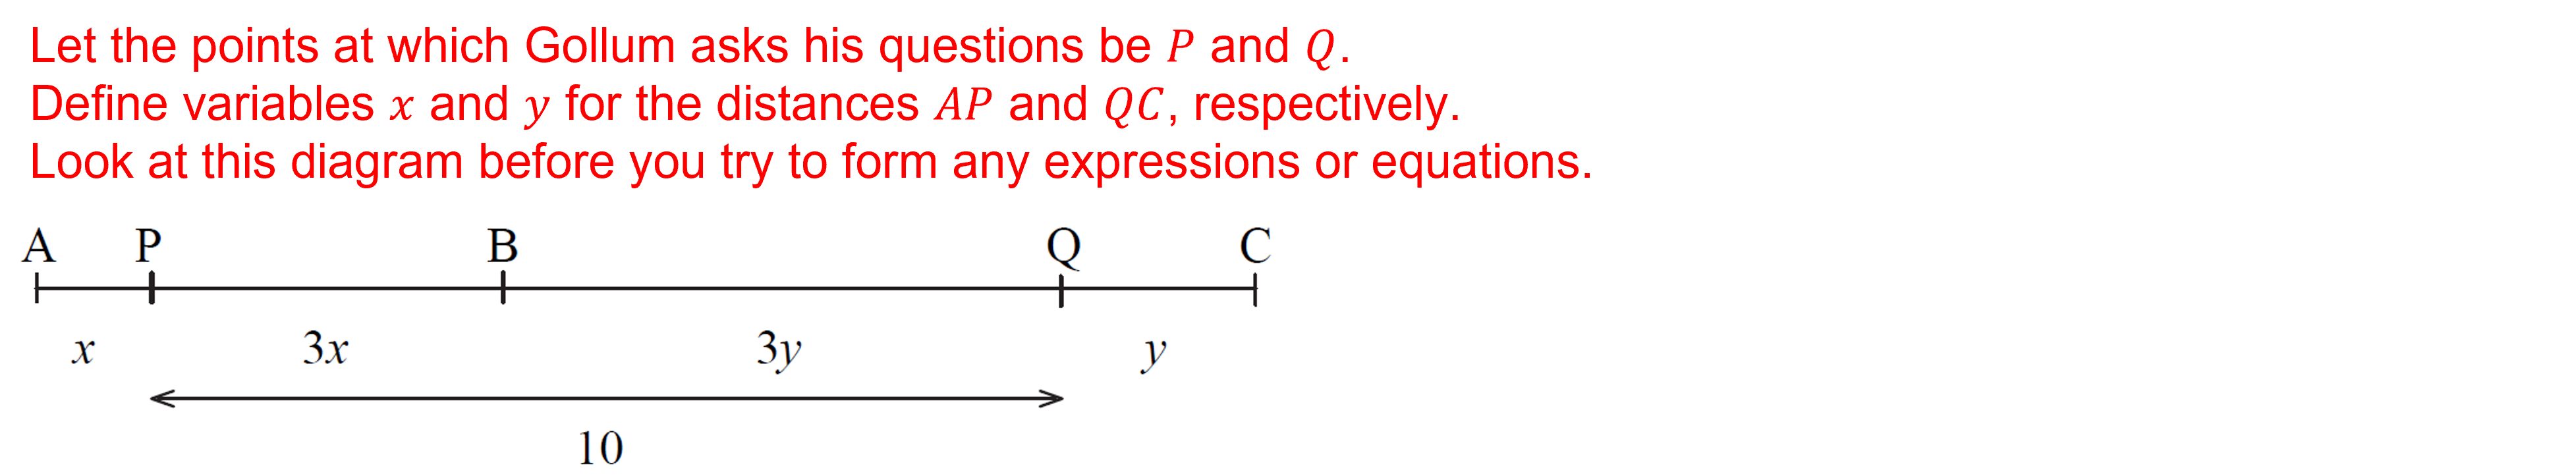 Let the points at which Gollum asks his questions be P and Q.
Define variables x and y for the distances AP and QC, respectively.
Look at this diagram before you try to form any expressions or equations.
A P B Q C
x 3x 3y y
10